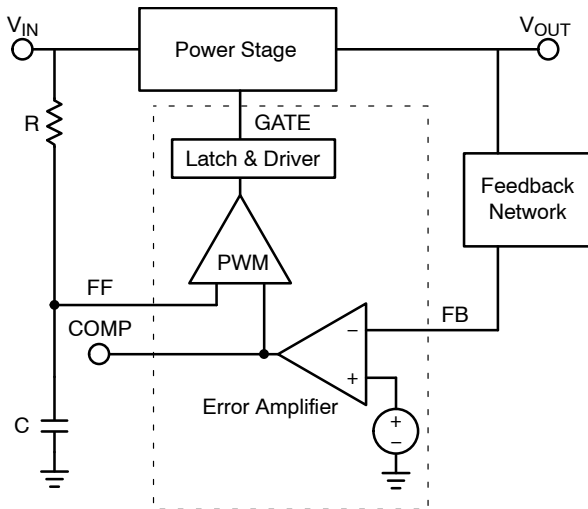 VIN
VOUT
Power Stage
R
GATE
Latch & Driver
Feedback
Network
PWM
FF
FB
COMP
−
+
Error Amplifier
+
−
C